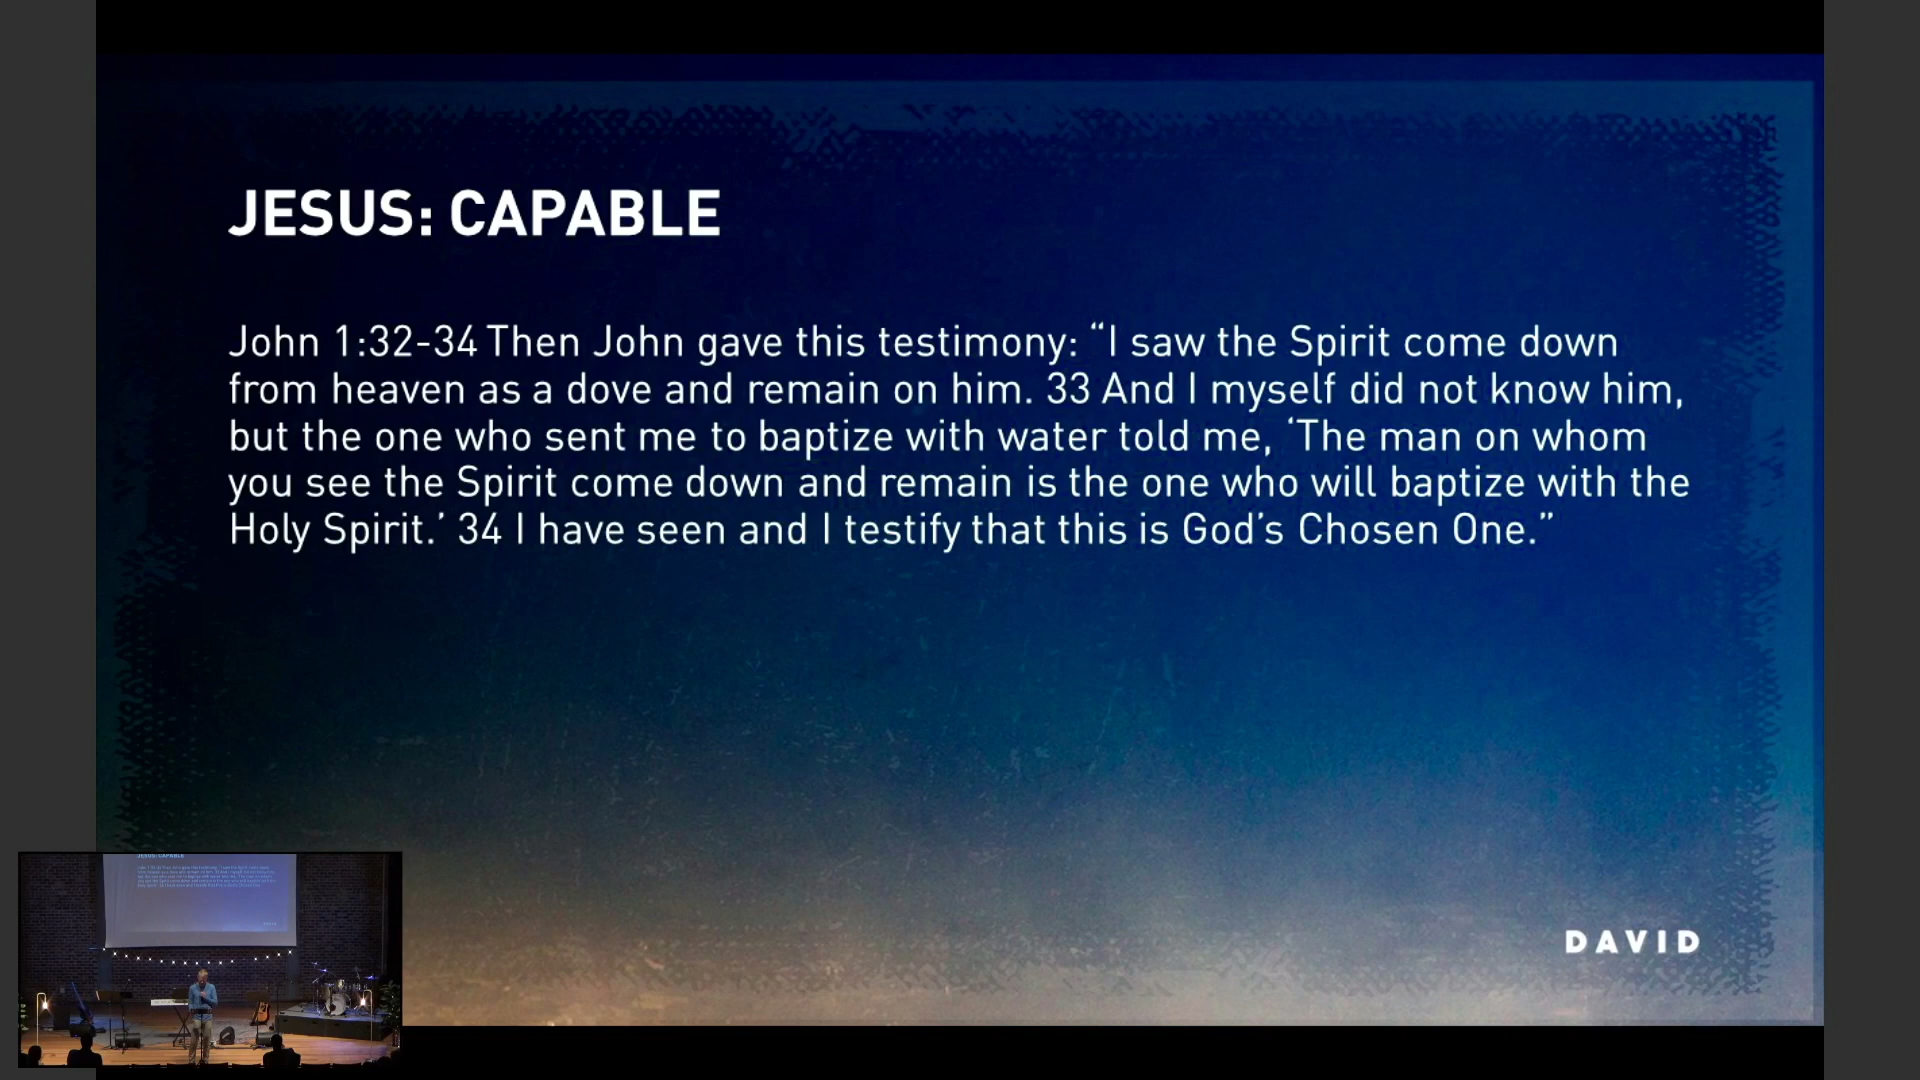 JESUS: CAPABLE
John 1:32-34 Then John gave this testimony: “I saw the Spirit come down
from heaven as a dove and remain on him. 33 And I myself did not know him,
but the one who sent me to baptize with water told me, ‘The man on whom
you see the Spirit come down and remain is the one who will baptize with the
Holy Spirit.’ 34 I have seen and I testify that this is God’s Chosen One.”
DAVID
JESUS: CAPABLE